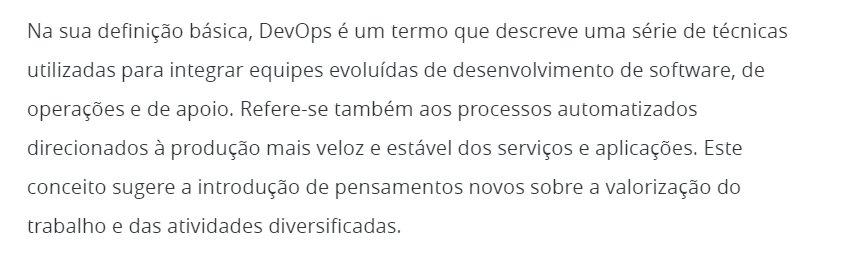 Na sua definição básica, DevOps é um termo que descreve uma série de técnicas
utilizadas para integrar equipes evoluídas de desenvolvimento de software, de
operações e de apoio. Refere-se também aos processos automatizados
direcionados à produção mais veloz e estável dos serviços e aplicações. Este
conceito sugere a introdução de pensamentos novos sobre a valorização do
trabalho e das atividades diversificadas.